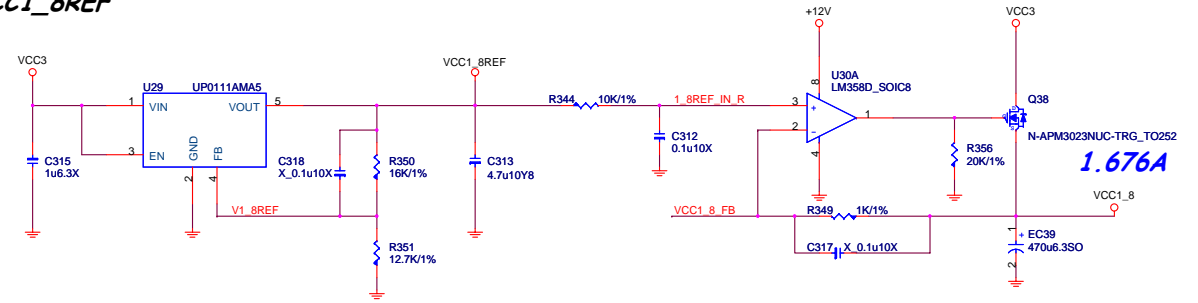 VCC1_8REF
VCC3
U29
UP0111AMA5
1
VIN
VOUT
5
3
EN
GND
FB
2
4
C315
1u6.3X
C318
X_0.1u10X
R350
16K/1%
V1_8REF
R351
12.7K/1%
VCC1_8REF
C313
4.7u10Y8
R344
10K/1%
1_8REF_IN_R
C312
0.1u10X
+12V
8
U30A
LM358D_SOIC8
3
+
2
-
1
4
R356
20K/1%
VCC3
Q38
N-APM3023NUC-TRG_TO252
1.676A
VCC1_8
VCC1_8_FB
R349
1K/1%
C317
X_0.1u10X
1
+
EC39
470u6.3SO
2